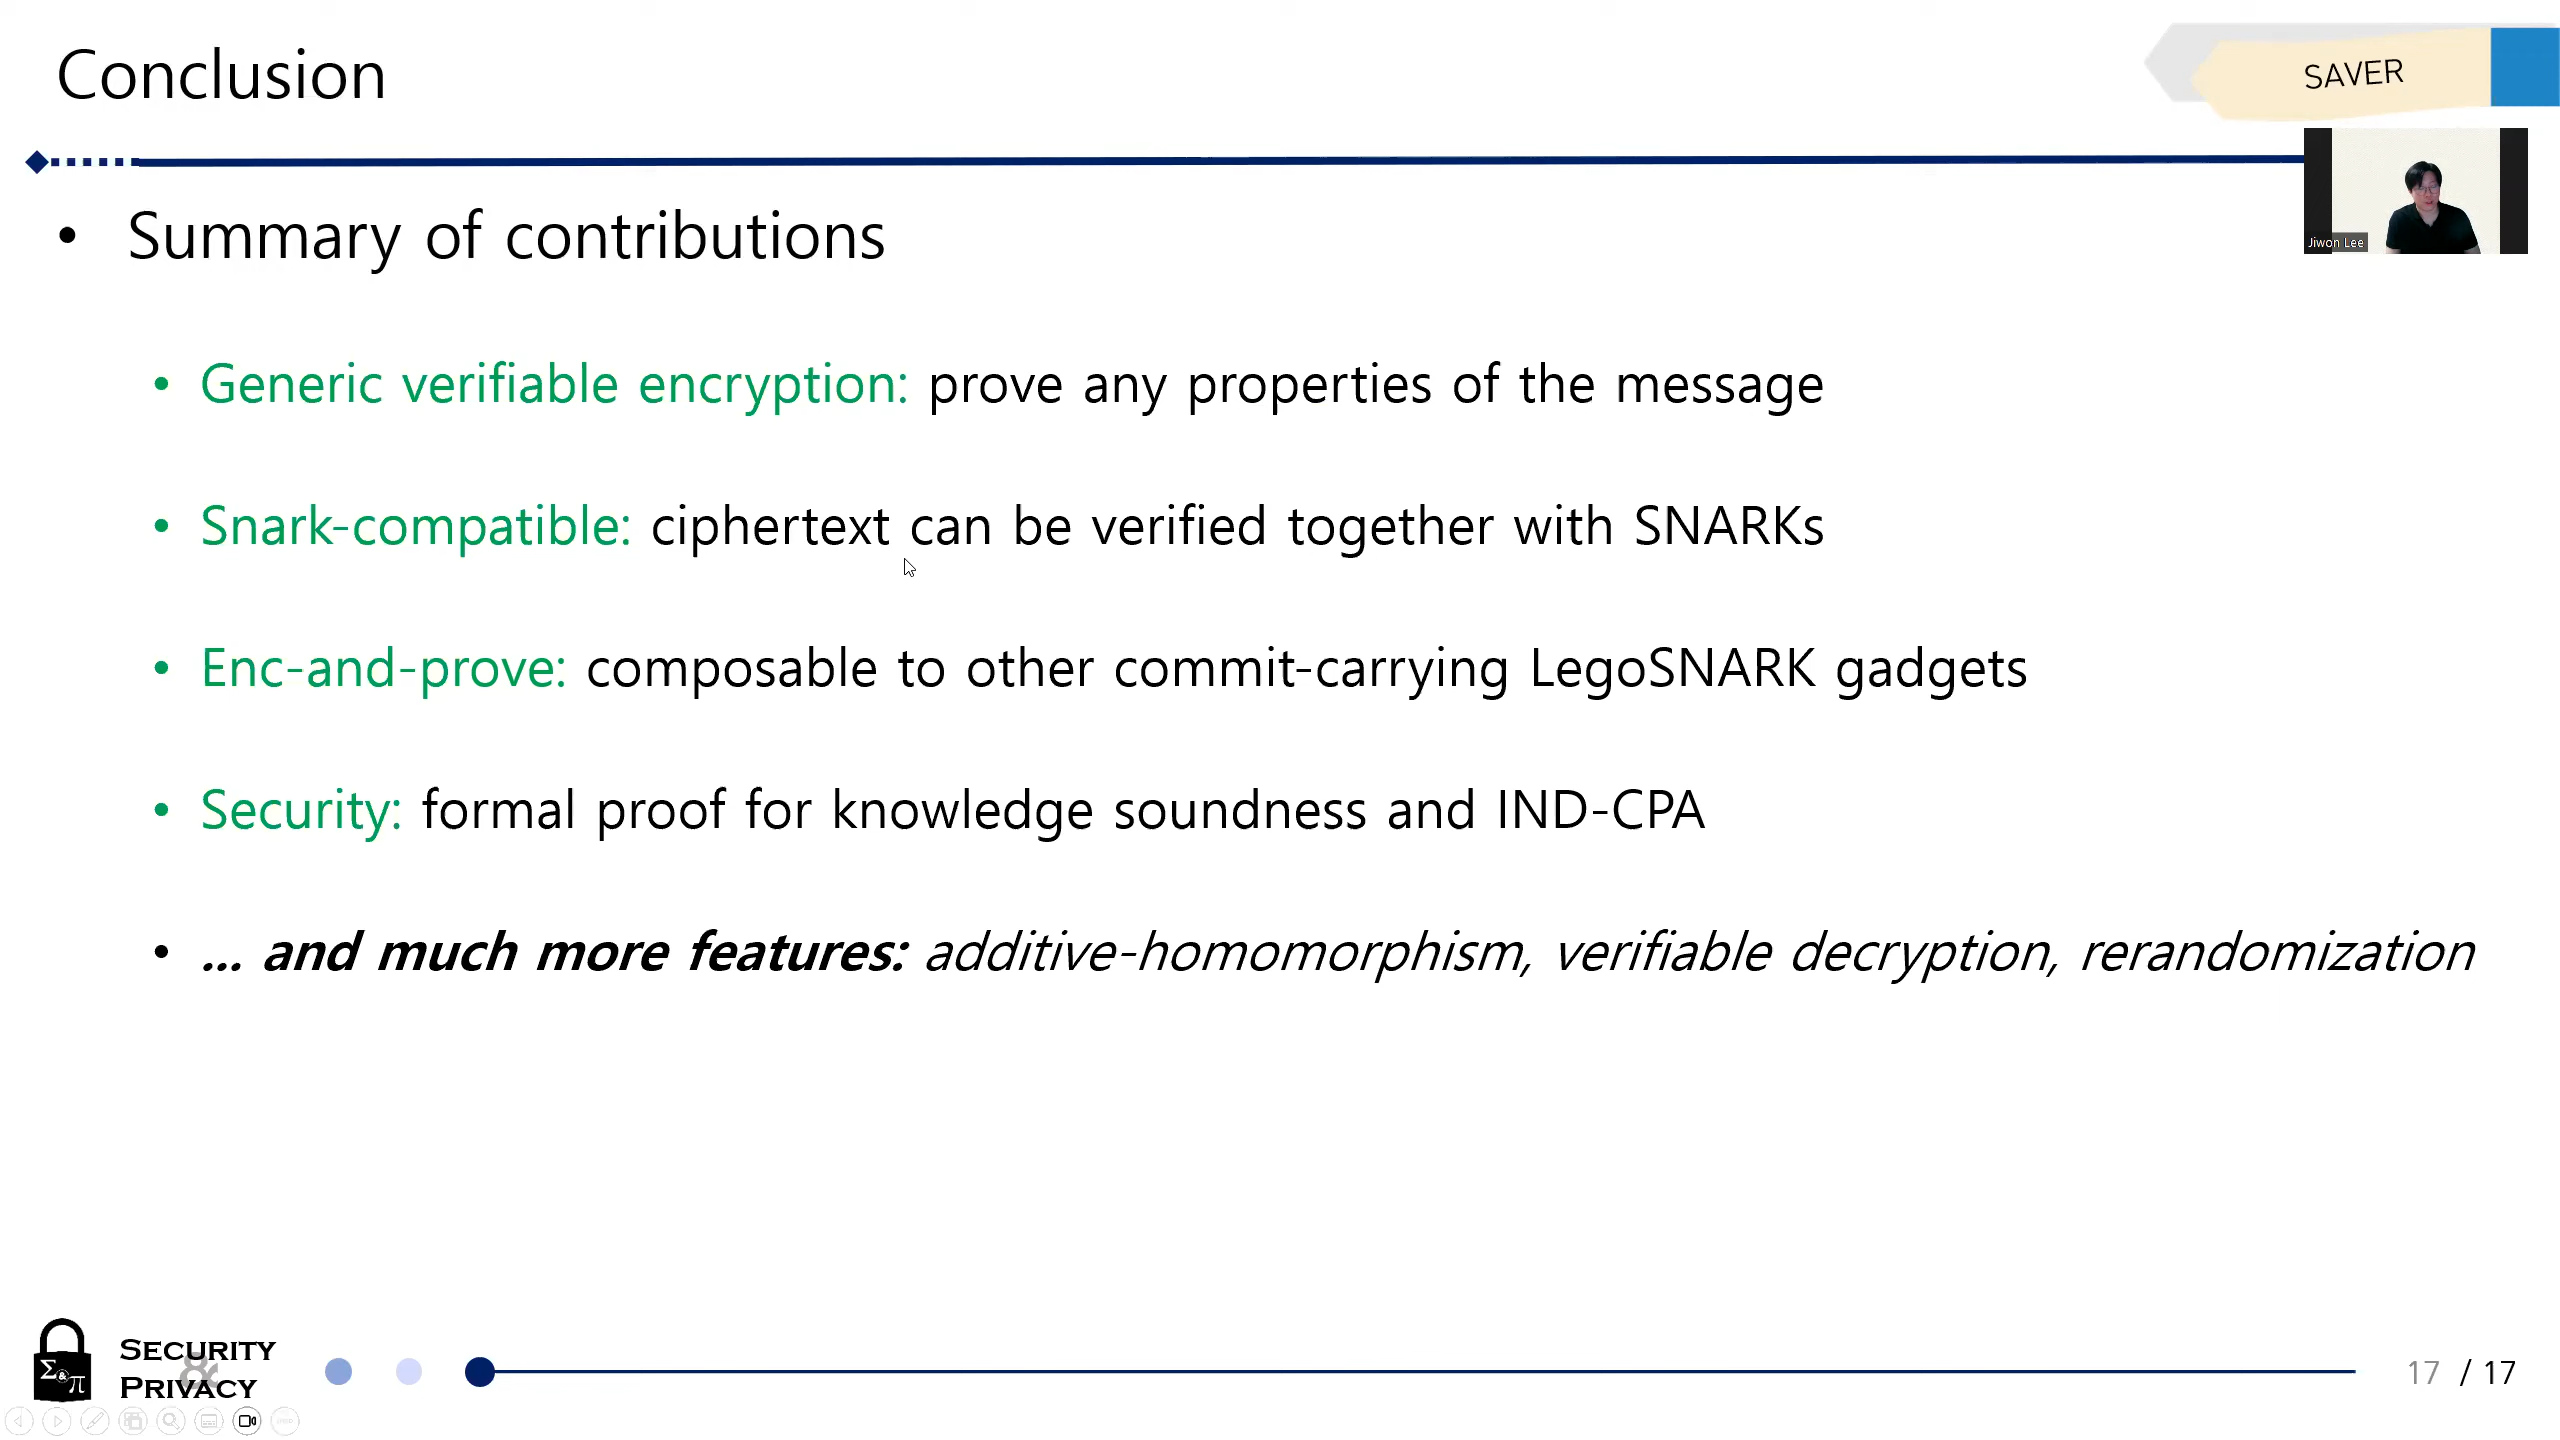 Conclusion
SAVER
Jiwon Lee
• Summary of contributions
• Generic verifiable encryption: prove any properties of the message
• Snark-compatible: ciphertext can be verified together with SNARKs
• Enc-and-prove: composable to other commit-carrying LegoSNARK gadgets
• Security: formal proof for knowledge soundness and IND-CPA
• ... and much more features: additive-homomorphism, verifiable decryption, rerandomization
Σ&π
SECURITY
&
PRIVACY
17 / 17